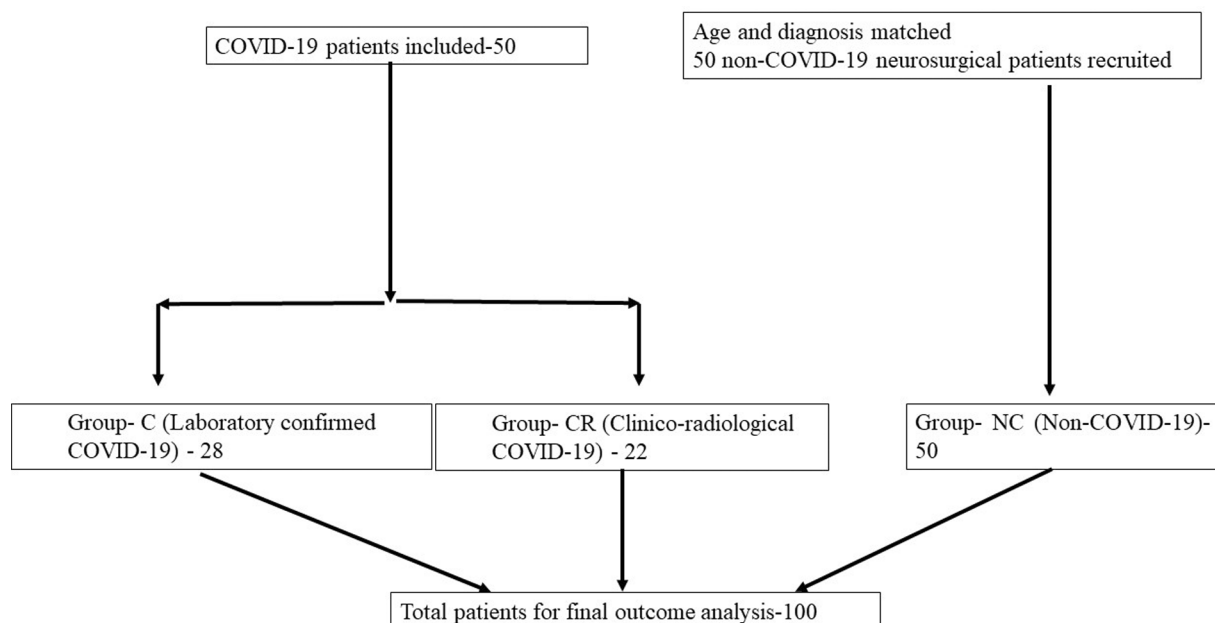 COVID-19 patients included-50
Age and diagnosis matched
50 non-COVID-19 neurosurgical patients recruited
Group- C (Laboratory confirmed
COVID-19) - 28
Group- CR (Clinico-radiological
COVID-19) - 22
Group- NC (Non-COVID-19)-
50
Total patients for final outcome analysis-100